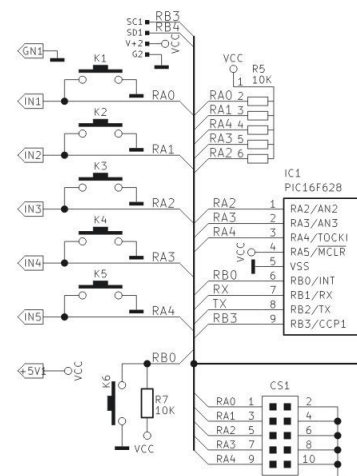 SC1 RB3
SD1 RB4
V+2 VCC
G2
GN1
K1
IN1 RA0
K2
IN2 RA1
K3
IN3 RA2
K4
IN4 RA3
K5
IN5 RA4
+5V1 VCC
RB0
K6
R7
10K
VCC
VCC
R5
10K
1
RA0 2
RA1 3
RA4 4
RA3 5
RA2 6
IC1
PIC16F628
RA2 1 RA2/AN2
RA3 2 RA3/AN3
RA4 3 RA4/TOCKI
VCC 4 RA5/MCLR
5 VSS
RB0 6 RB0/INT
RX 7 RB1/RX
TX 8 RB2/TX
RB3 9 RB3/CCP1
CS1
RA0 1 2
RA1 3 4
RA2 5 6
RA3 7 8
RA4 9 10